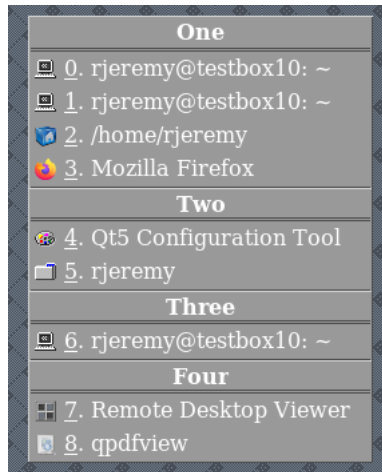 One
0. rjeremy@testbox10: ~
1. rjeremy@testbox10: ~
2. /home/rjeremy
3. Mozilla Firefox
Two
4. Qt5 Configuration Tool
5. rjeremy
Three
6. rjeremy@testbox10: ~
Four
7. Remote Desktop Viewer
8. qpdfview